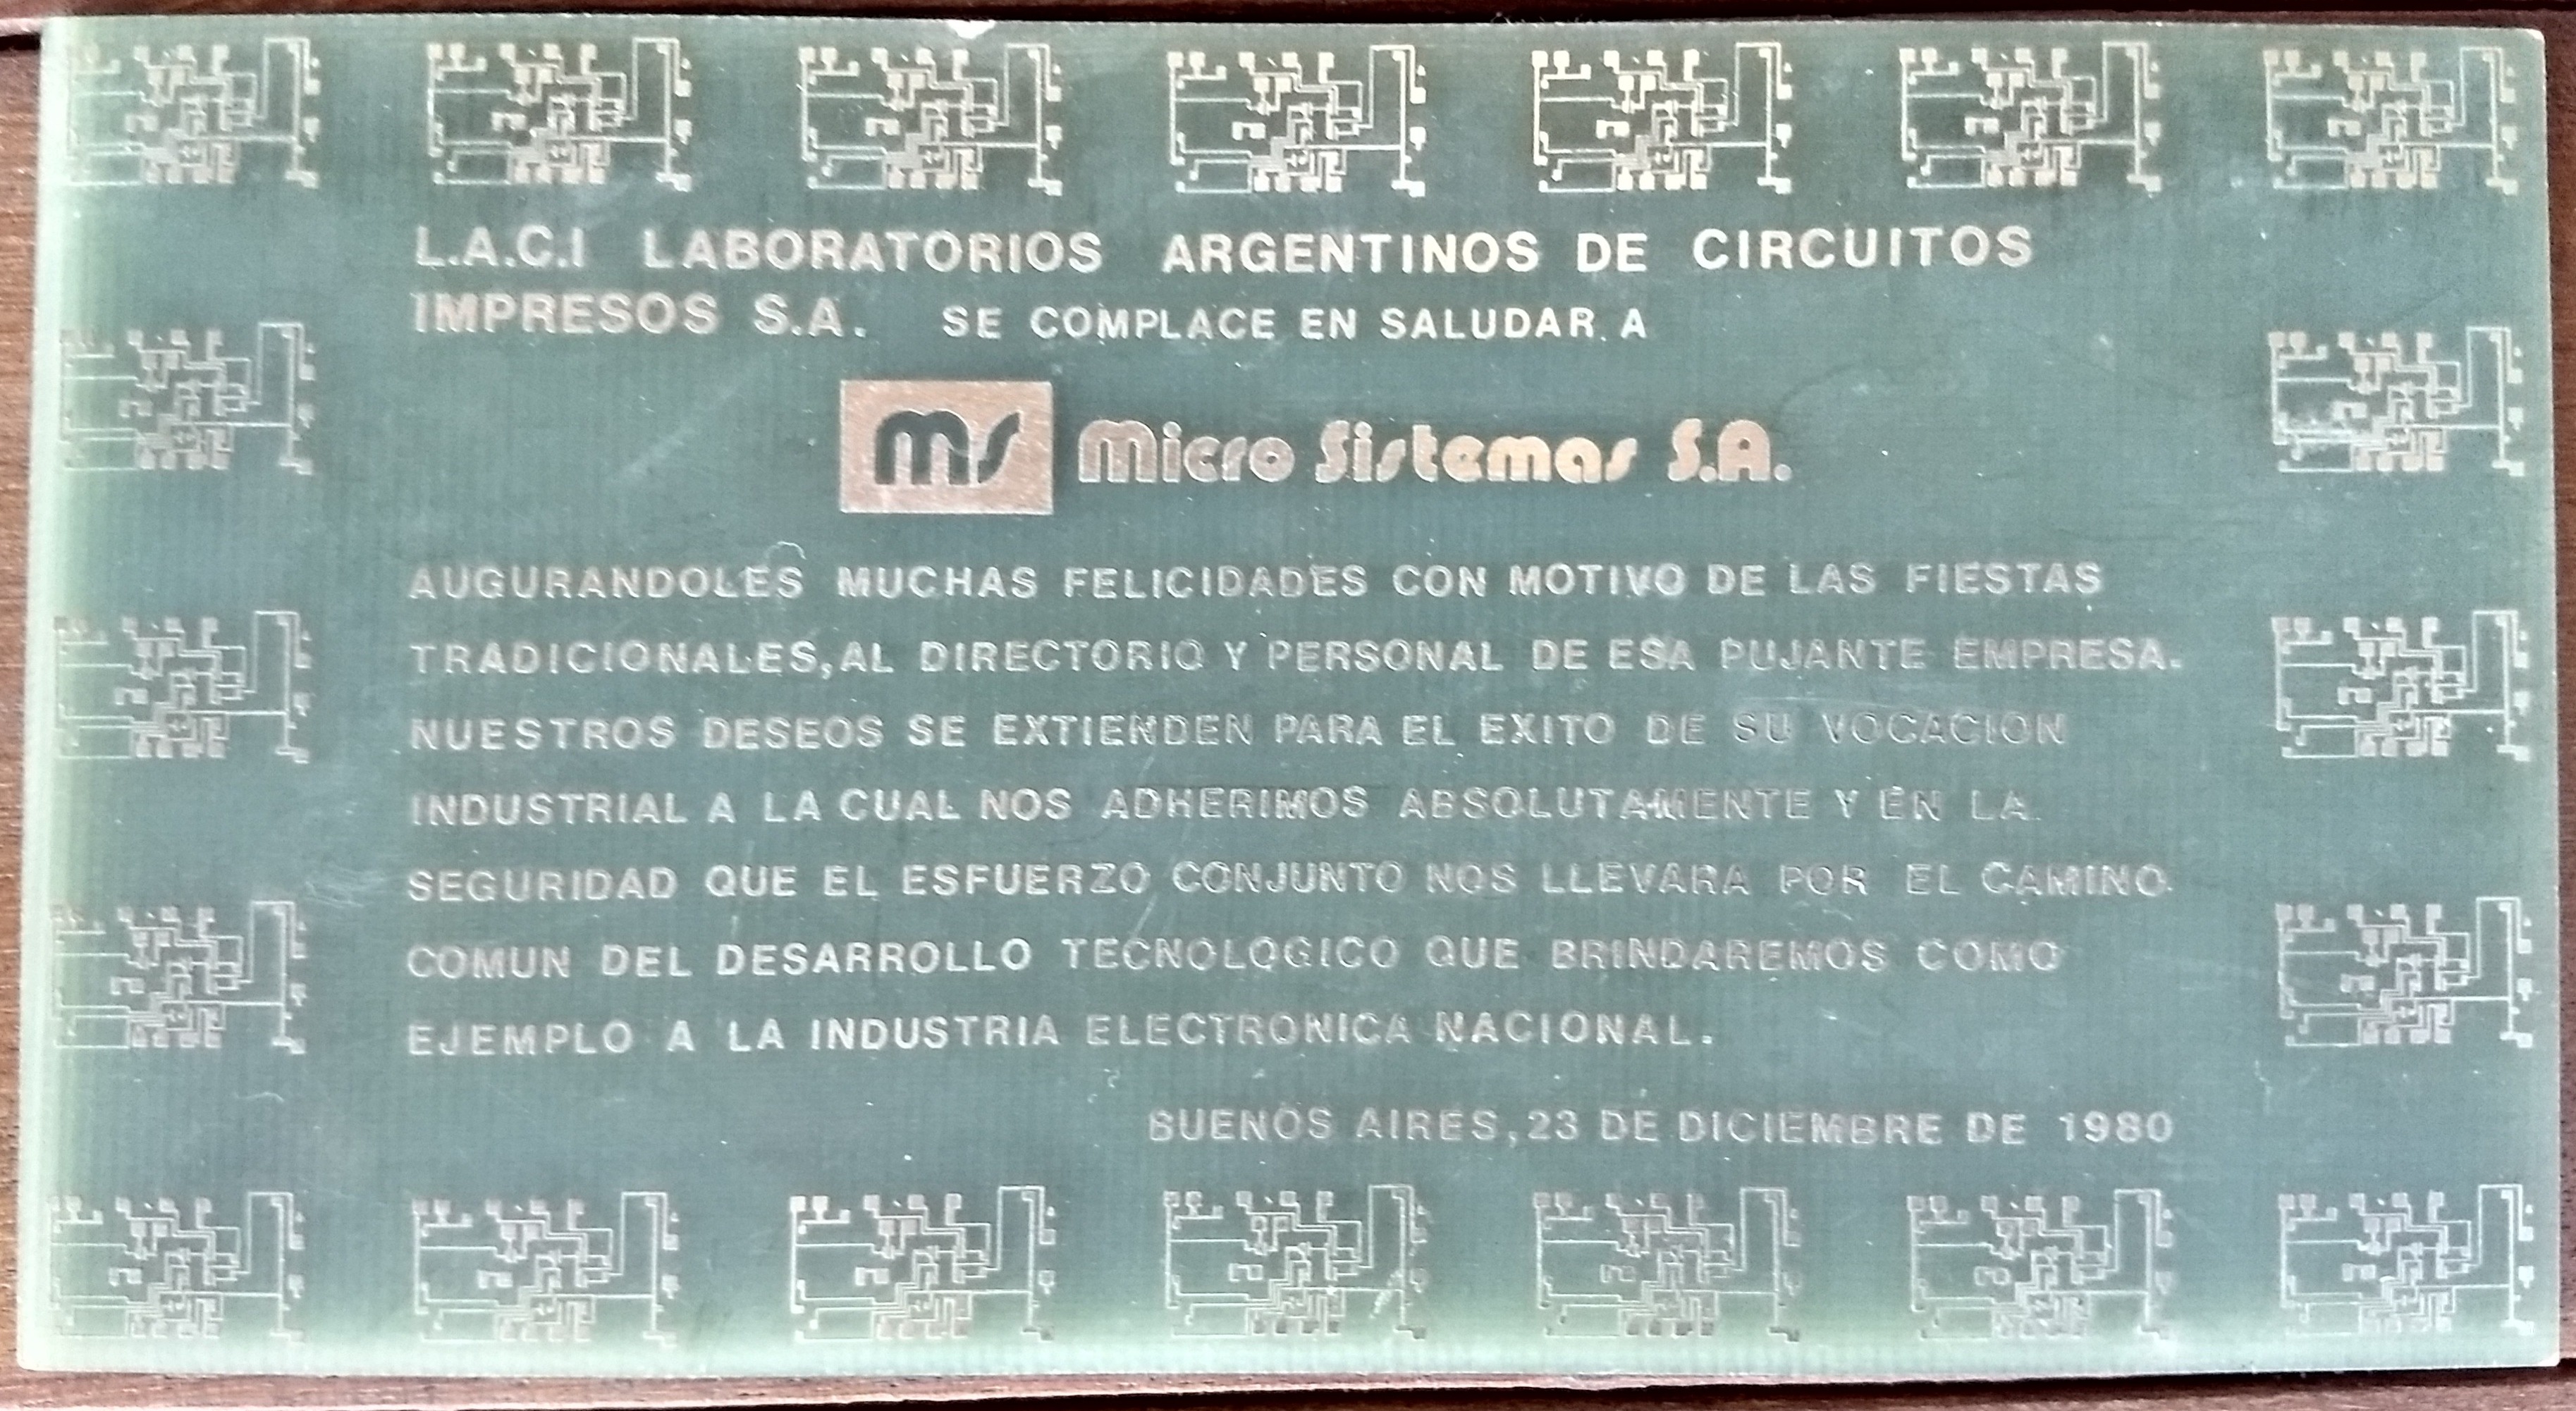 L.A.C.I LABORATORIOS ARGENTINOS DE CIRCUITOS
IMPRESOS S.A. SE COMPLACE EN SALUDAR A
ms Micro Sistemas S.A.
AUGURANDOLES MUCHAS FELICIDADES CON MOTIVO DE LAS FIESTAS
TRADICIONALES, AL DIRECTORIO Y PERSONAL DE ESA PUJANTE EMPRESA.
NUESTROS DESEOS SE EXTIENDEN PARA EL EXITO DE SU VOCACION
INDUSTRIAL A LA CUAL NOS ADHERIMOS ABSOLUTAMENTE Y EN LA
SEGURIDAD QUE EL ESFUERZO CONJUNTO NOS LLEVARA POR EL CAMINO
COMUN DEL DESARROLLO TECNOLOGICO QUE BRINDAREMOS COMO
EJEMPLO A LA INDUSTRIA ELECTRONICA NACIONAL.
BUENOS AIRES, 23 DE DICIEMBRE DE 1980